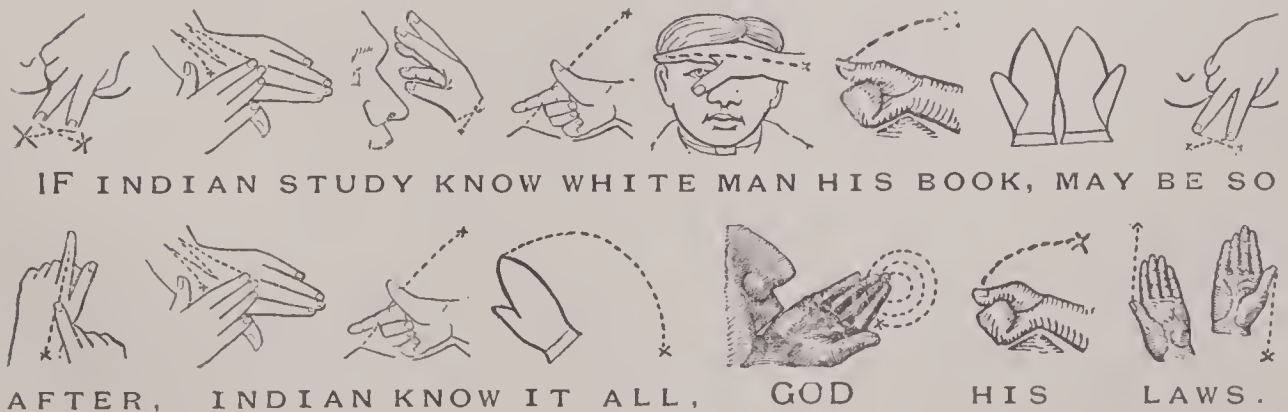 IF INDIAN STUDY KNOW WHITE MAN HIS BOOK, MAY BE SO
AFTER, INDIAN KNOW IT ALL, GOD HIS LAWS.